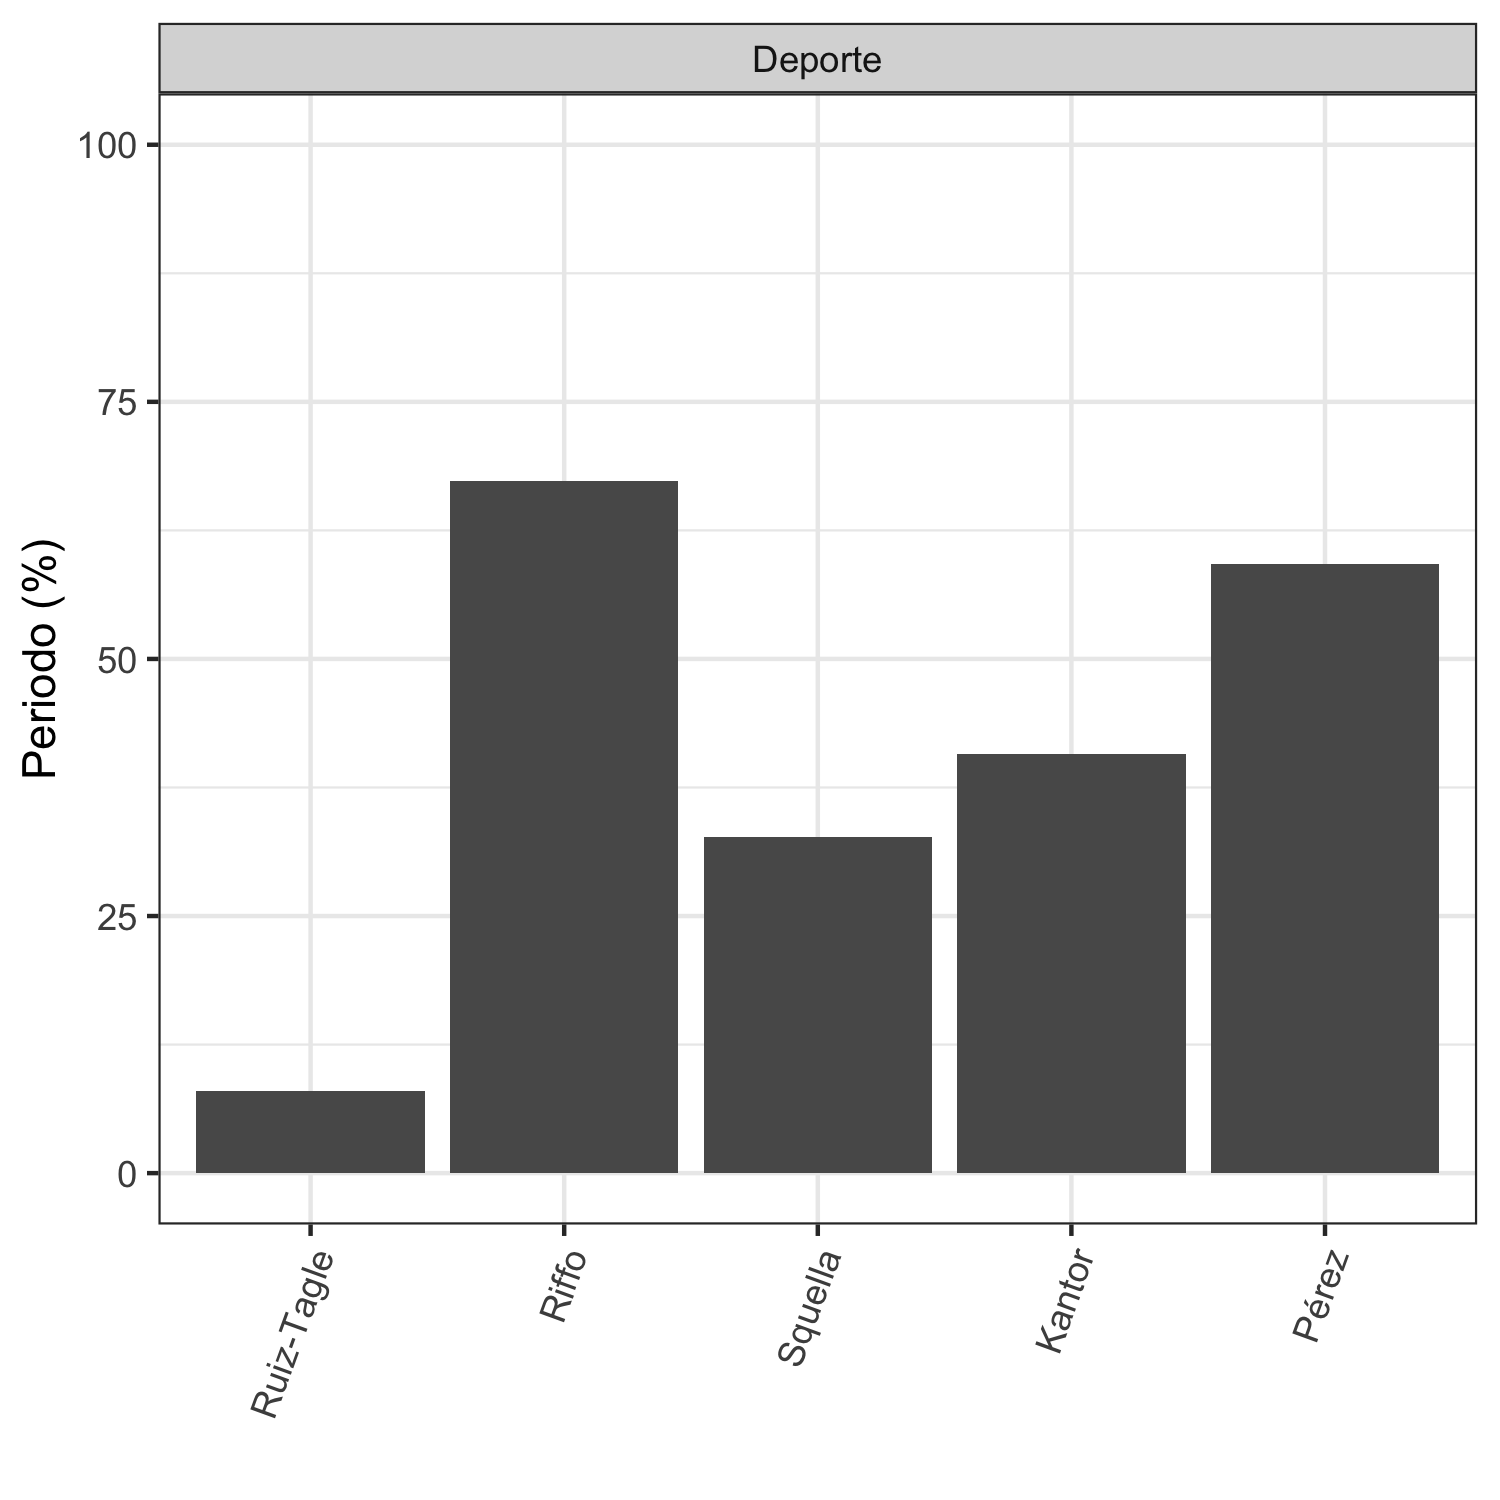 Deporte
100
75
50
25
0
Periodo (%)
Ruiz-Tagle
Riffo
Squella
Kantor
Pérez